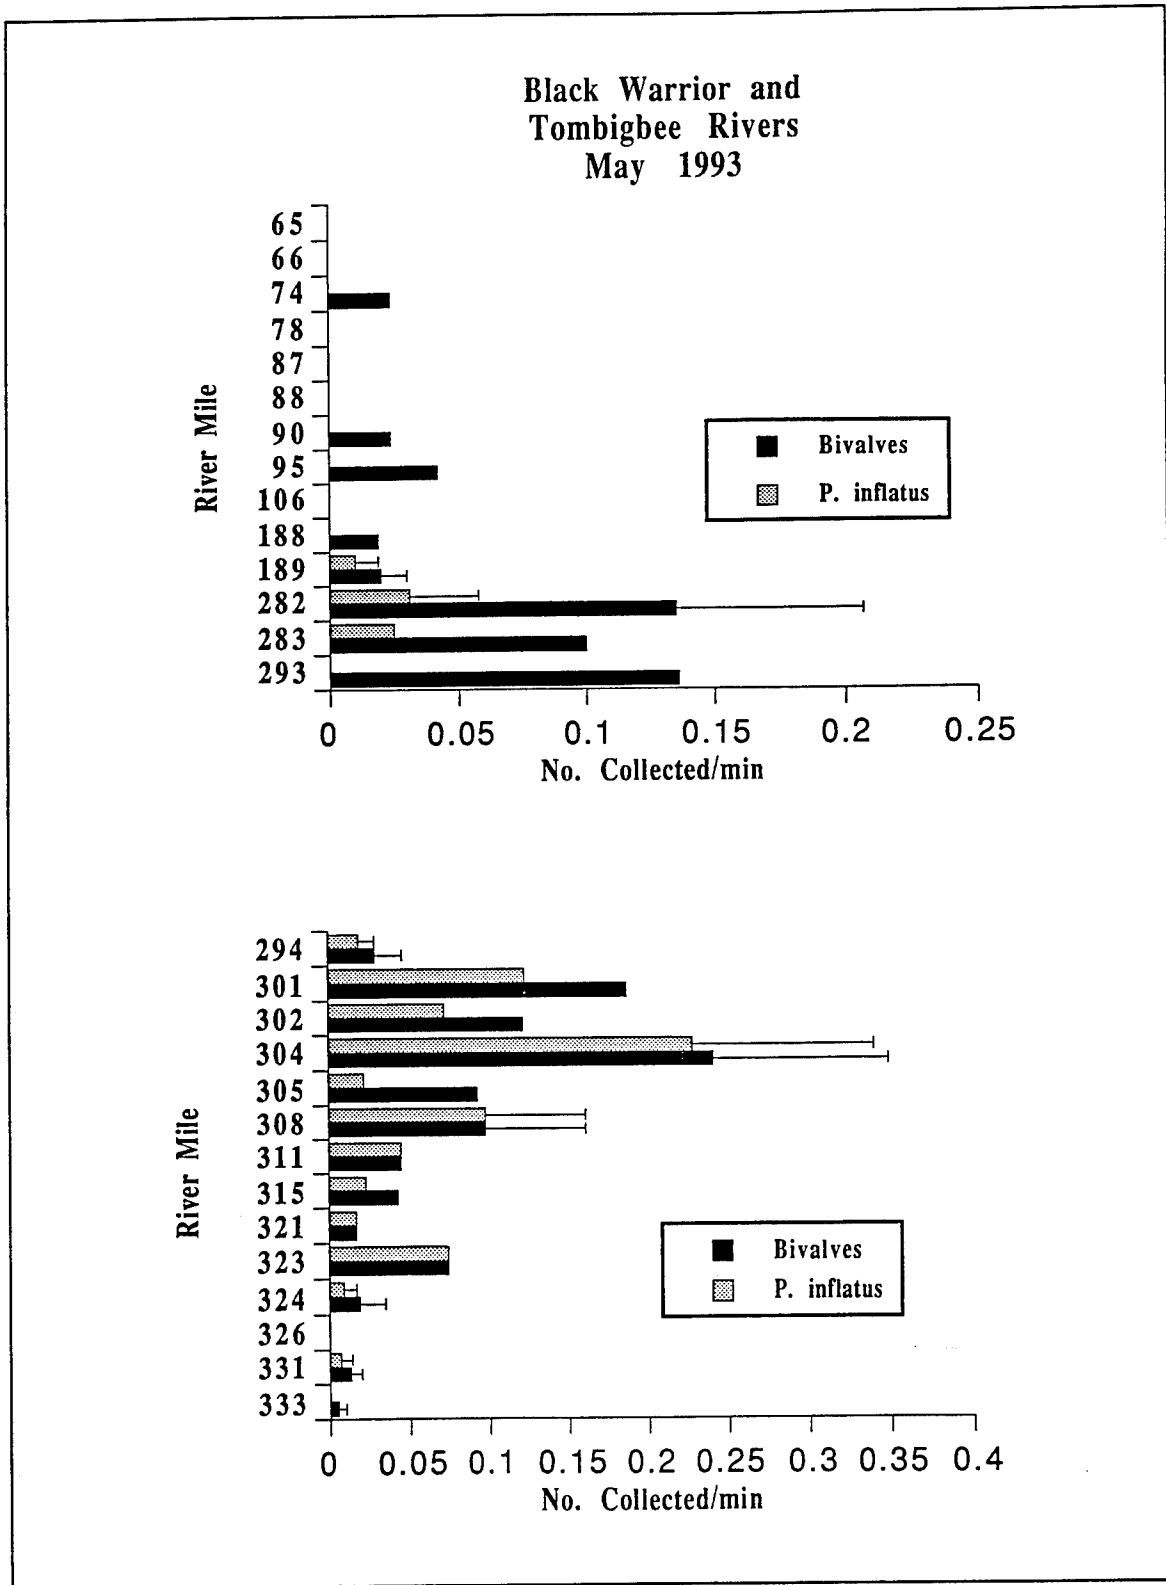 Black Warrior and
Tombigbee Rivers
May 1993
River Mile
65
66
74
78
87
88
90
95
106
188
189
282
283
293
Bivalves
P. inflatus
0 0.05 0.1 0.15 0.2 0.25
No. Collected/min
River Mile
294
301
302
304
305
308
311
315
321
323
324
326
331
333
Bivalves
P. inflatus
0 0.05 0.1 0.15 0.2 0.25 0.3 0.35 0.4
No. Collected/min